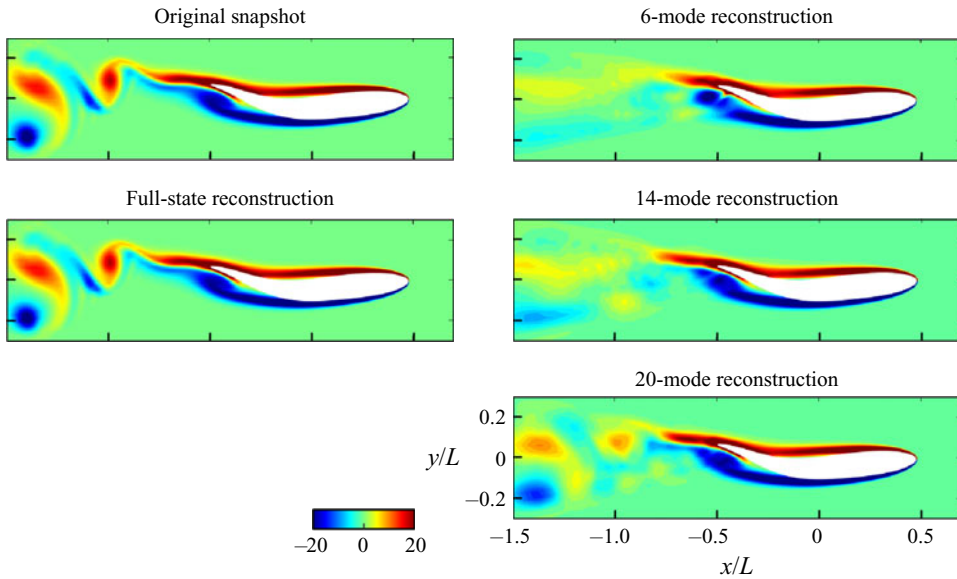 Original snapshot
6-mode reconstruction
Full-state reconstruction
14-mode reconstruction
20-mode reconstruction
0.2
y/L
0
−0.2
−20
0
20
−1.5
−1.0
−0.5
0
0.5
x/L